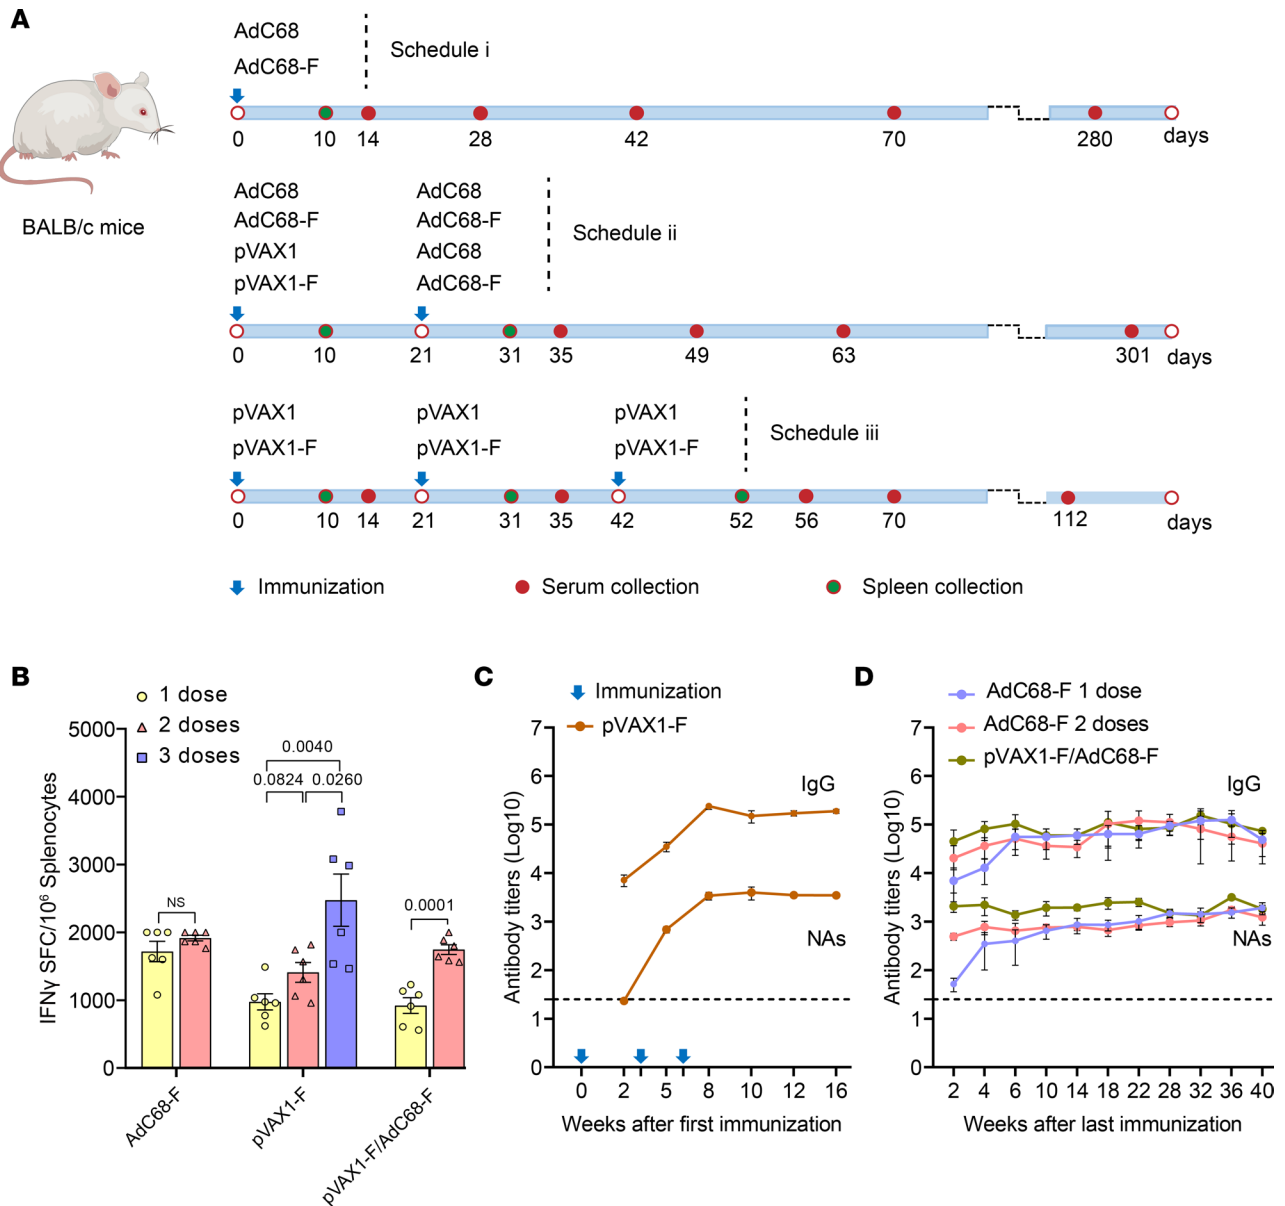 A
AdC68
AdC68-F
Schedule i
0 10 14 28 42 70 280 days
BALB/c mice
AdC68 AdC68
AdC68-F AdC68-F
pVAX1 AdC68
pVAX1-F AdC68-F
Schedule ii
0 10 21 31 35 49 63 301 days
pVAX1 pVAX1 pVAX1
pVAX1-F pVAX1-F pVAX1-F
Schedule iii
0 10 14 21 31 35 42 52 56 70 112 days
Immunization Serum collection Spleen collection
B
1 dose
2 doses
3 doses
IFNγ SFC/10⁶ Splenocytes
5000
4000
3000
2000
1000
0
NS
0.0040
0.0824 0.0260
0.0001
AdC68-F
pVAX1-F
pVAX1-F/AdC68-F
C
Immunization
pVAX1-F
Antibody titers (Log10)
7
6
5
4
3
2
1
0
IgG
NAs
0 2 5 8 10 12 16
Weeks after first immunization
D
AdC68-F 1 dose
AdC68-F 2 doses
pVAX1-F/AdC68-F
Antibody titers (Log10)
7
6
5
4
3
2
1
0
IgG
NAs
2 4 6 10 14 18 22 28 32 36 40
Weeks after last immunization